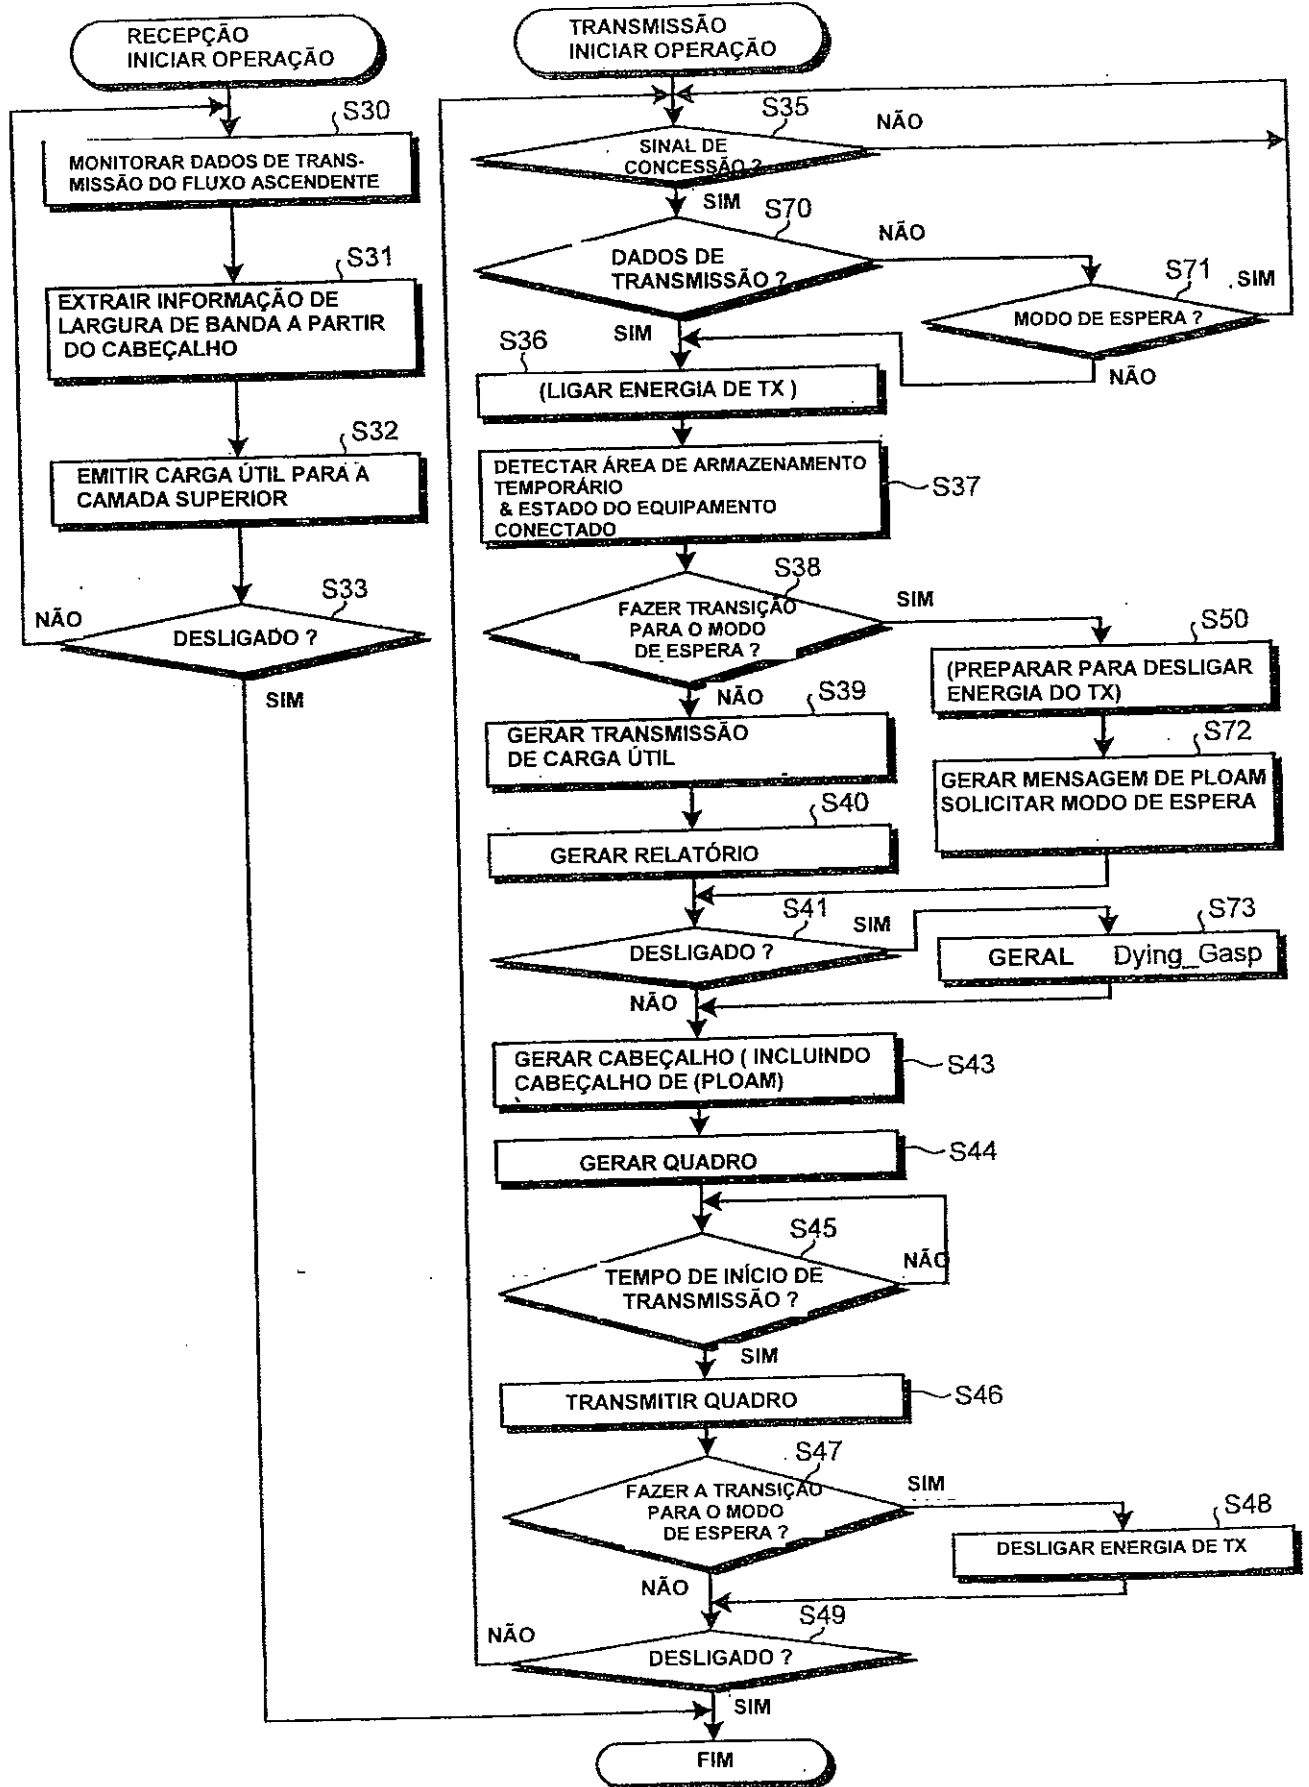 RECEPÇÃO
INICIAR OPERAÇÃO
S30
MONITORAR DADOS DE TRANS-
MISSÃO DO FLUXO ASCENDENTE
S31
EXTRAIR INFORMAÇÃO DE
LARGURA DE BANDA A PARTIR
DO CABEÇALHO
S32
EMITIR CARGA ÚTIL PARA A
CAMADA SUPERIOR
S33
NÃO
DESLIGADO ?
SIM
TRANSMISSÃO
INICIAR OPERAÇÃO
S35
NÃO
SINAL DE
CONCESSÃO ?
SIM
S70
NÃO
DADOS DE
TRANSMISSÃO ?
S71
SIM
MODO DE ESPERA ?
SIM
NÃO
S36
(LIGAR ENERGIA DE TX )
DETECTAR ÁREA DE ARMAZENAMENTO
TEMPORÁRIO
& ESTADO DO EQUIPAMENTO
CONECTADO
S37
S38
SIM
FAZER TRANSIÇÃO
PARA O MODO
DE ESPERA ?
S50
(PREPARAR PARA DESLIGAR
ENERGIA DO TX)
NÃO
S39
GERAR TRANSMISSÃO
DE CARGA ÚTIL
S72
GERAR MENSAGEM DE PLOAM
SOLICITAR MODO DE ESPERA
S40
GERAR RELATÓRIO
S41
SIM
DESLIGADO ?
S73
GERAL Dying_Gasp
NÃO
GERAR CABEÇALHO ( INCLUINDO
CABEÇALHO DE (PLOAM)
S43
GERAR QUADRO
S44
S45
NÃO
TEMPO DE INÍCIO DE
TRANSMISSÃO ?
SIM
TRANSMITIR QUADRO
S46
S47
SIM
FAZER A TRANSIÇÃO
PARA O MODO
DE ESPERA ?
S48
DESLIGAR ENERGIA DE TX
NÃO
S49
NÃO
DESLIGADO ?
SIM
FIM